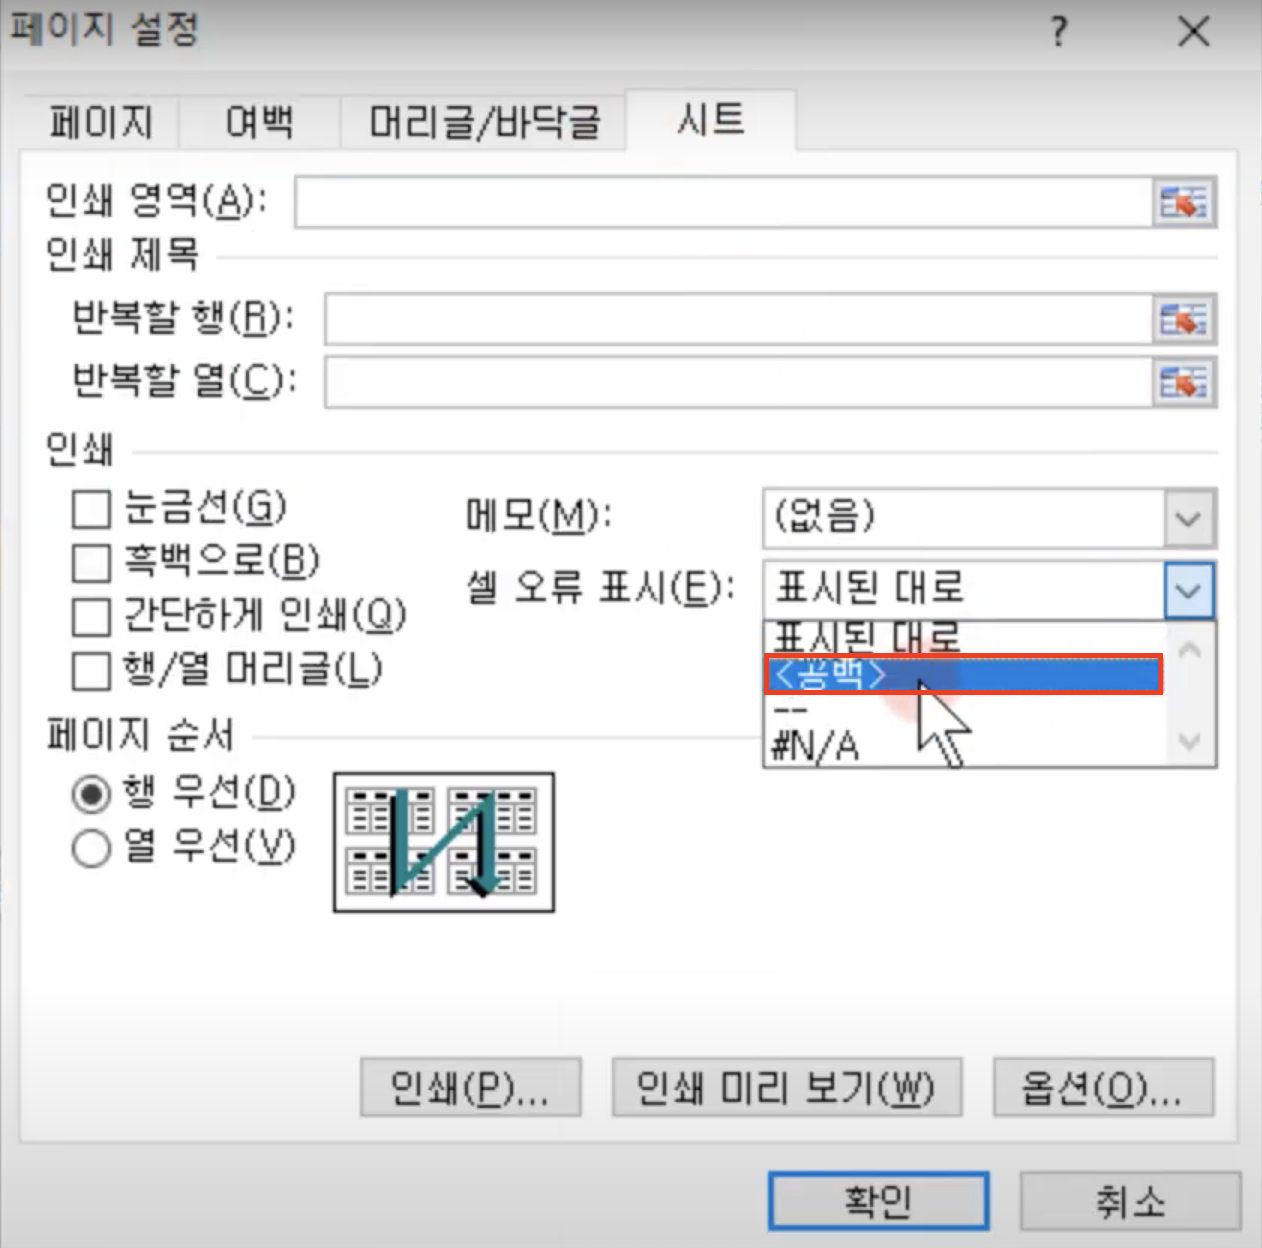 페이지 설정
?
페이지 여백 머리글/바닥글 시트
인쇄 영역(A):
인쇄 제목
반복할 행(R):
반복할 열(C):
인쇄
눈금선(G)
흑백으로(B)
간단하게 인쇄(Q)
행/열 머리글(L)
메모(M): (없음)
셀 오류 표시(E): 표시된 대로
표시된 대로
<공백>
--
#N/A
페이지 순서
행 우선(D)
열 우선(V)
인쇄(P)... 인쇄 미리 보기(W) 옵션(O)...
확인 취소